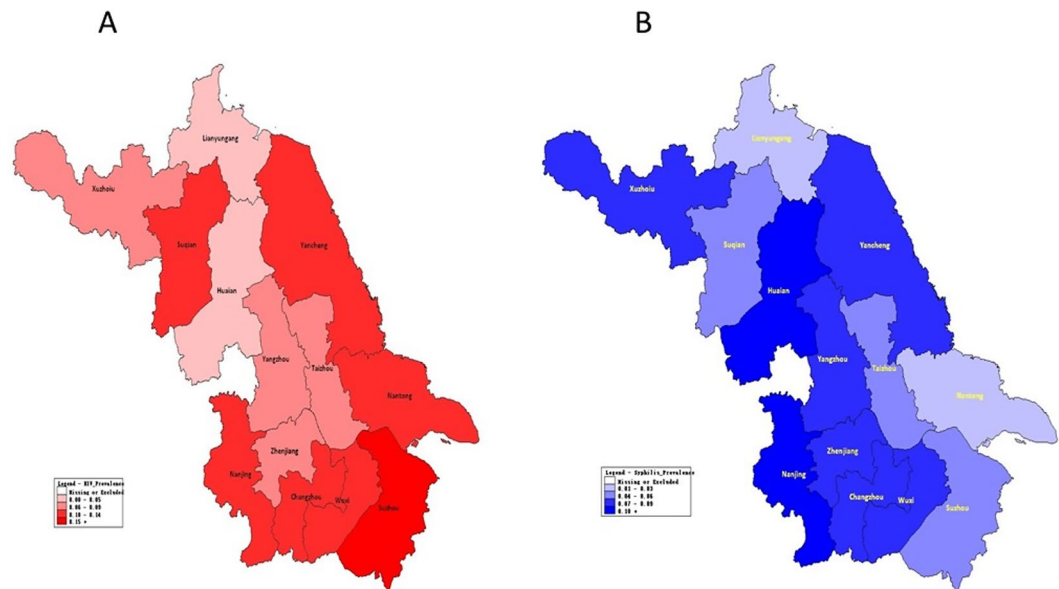 A
B
Lianyungang
Xuzhoiu
Suqian
Yancheng
Huaian
Yangzhou
Taizhou
Nantong
Zhenjiang
Nanjing
Changzhou
Wuxi
Suzhou
Legend - HIV_Prevalence
Missing or Excluded
0.00 - 0.05
0.06 - 0.09
0.10 - 0.14
0.15 +
Lianyungang
Xuzhoiu
Suqian
Yancheng
Huaian
Yangzhou
Taizhou
Nantong
Zhenjiang
Nanjing
Changzhou
Wuxi
Suzhou
Legend - Syphilis_Prevalence
Missing or Excluded
0.01 - 0.03
0.04 - 0.06
0.07 - 0.09
0.10 +